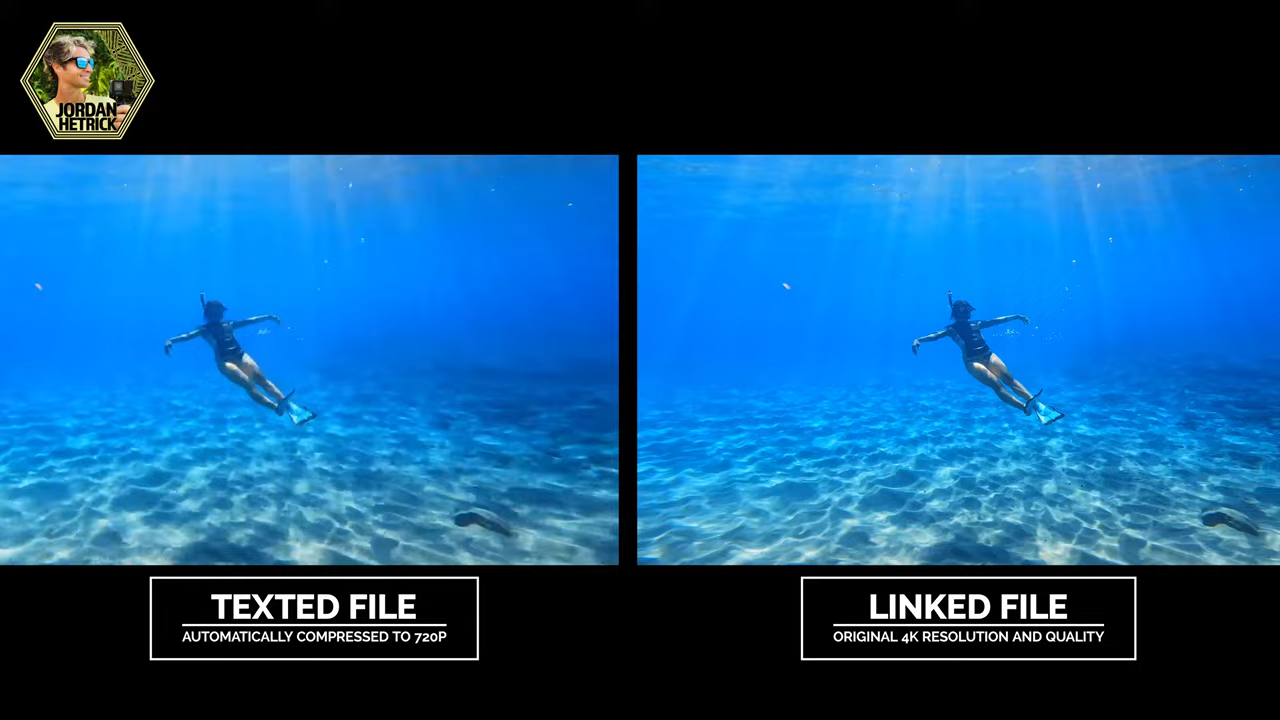 JORDAN
HETRICK
TEXTED FILE
AUTOMATICALLY COMPRESSED TO 720P
LINKED FILE
ORIGINAL 4K RESOLUTION AND QUALITY